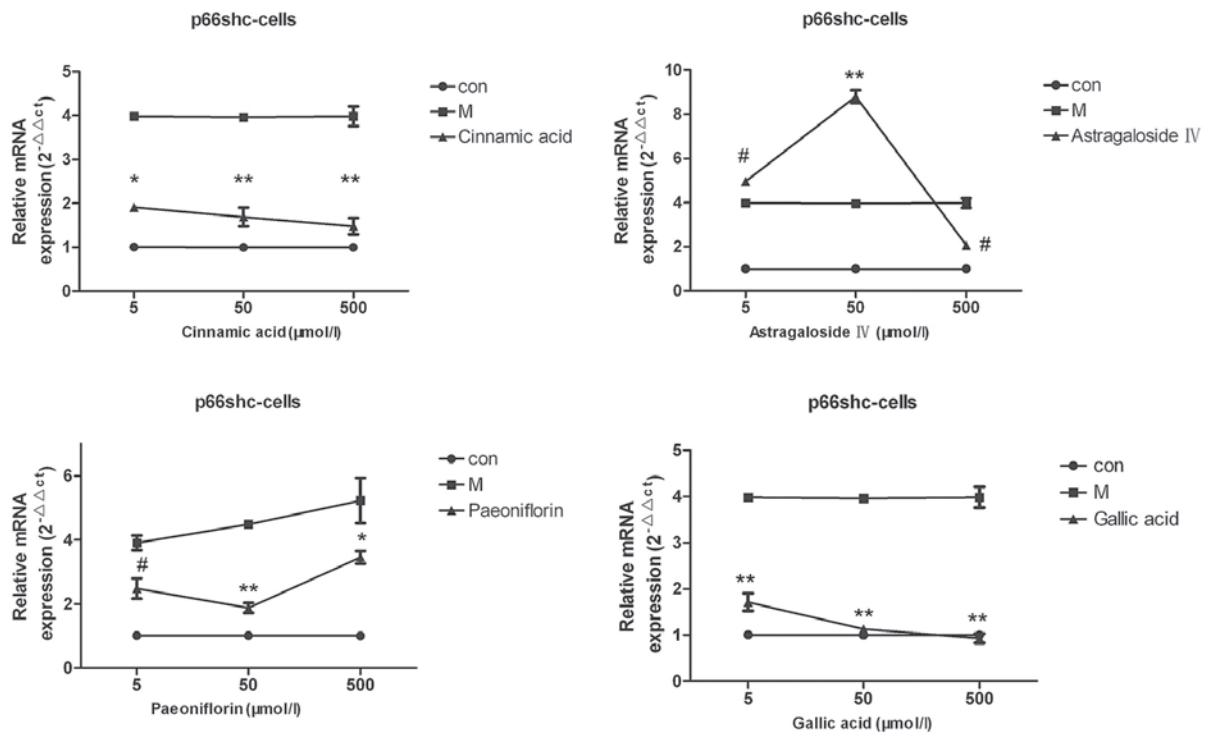 p66shc-cells
Relative mRNA
expression (2-△△ct)
5
4
3
2
1
0
*
**
**
5
50
500
Cinnamic acid (μmol/l)
con
M
Cinnamic acid
p66shc-cells
Relative mRNA
expression (2-△△ct)
10
8
6
4
2
0
#
**
#
5
50
500
Astragaloside Ⅳ (μmol/l)
con
M
Astragaloside Ⅳ
p66shc-cells
Relative mRNA
expression (2-△△ct)
6
4
2
0
#
**
*
5
50
500
Paeoniflorin (μmol/l)
con
M
Paeoniflorin
p66shc-cells
Relative mRNA
expression (2-△△ct)
5
4
3
2
1
0
**
**
**
5
50
500
Gallic acid (μmol/l)
con
M
Gallic acid